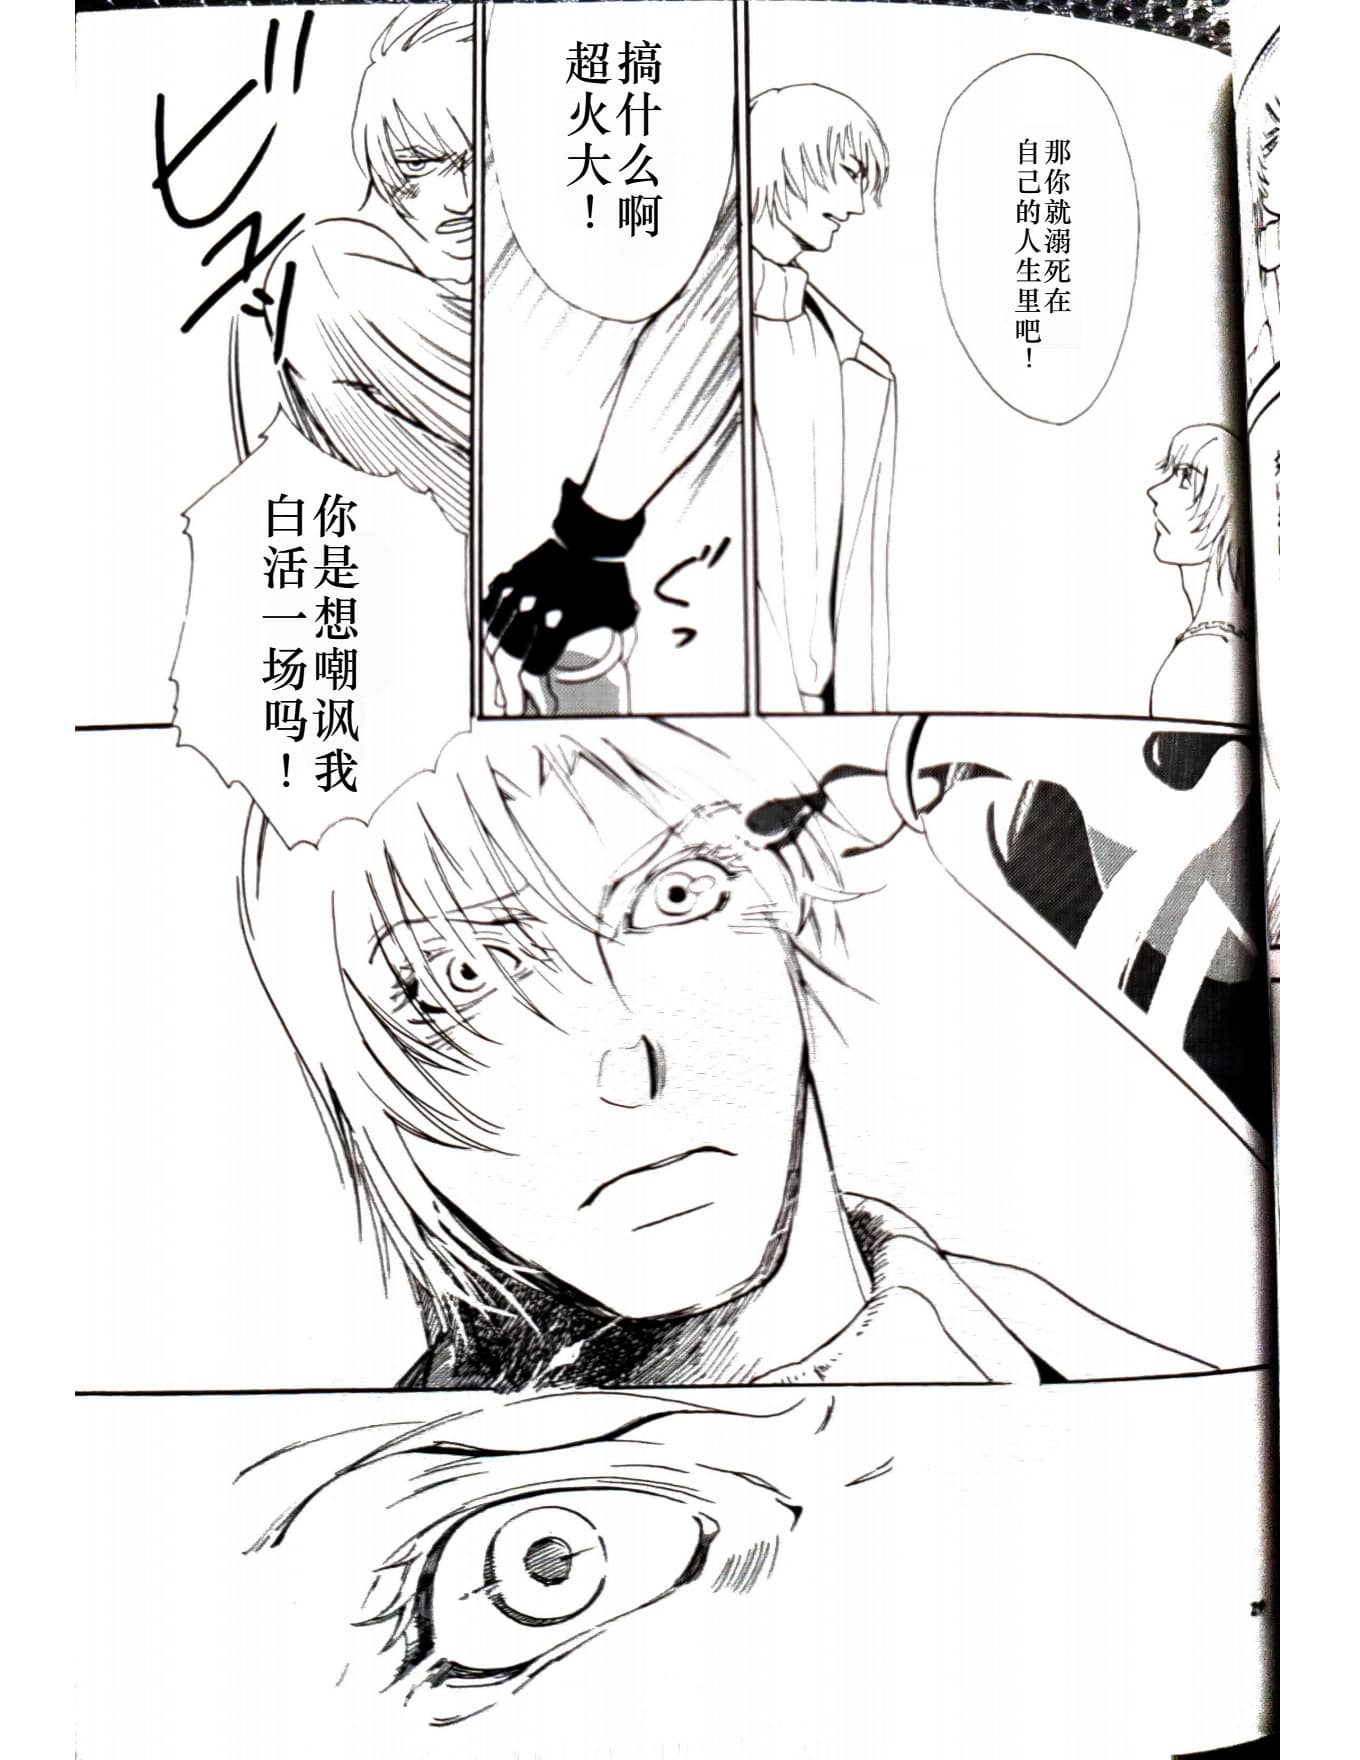 那你就溺死在
自己的人生里吧！
搞什么啊
超火大！
ぐっ
ビュッ
你是想嘲讽我
白活一场吗！